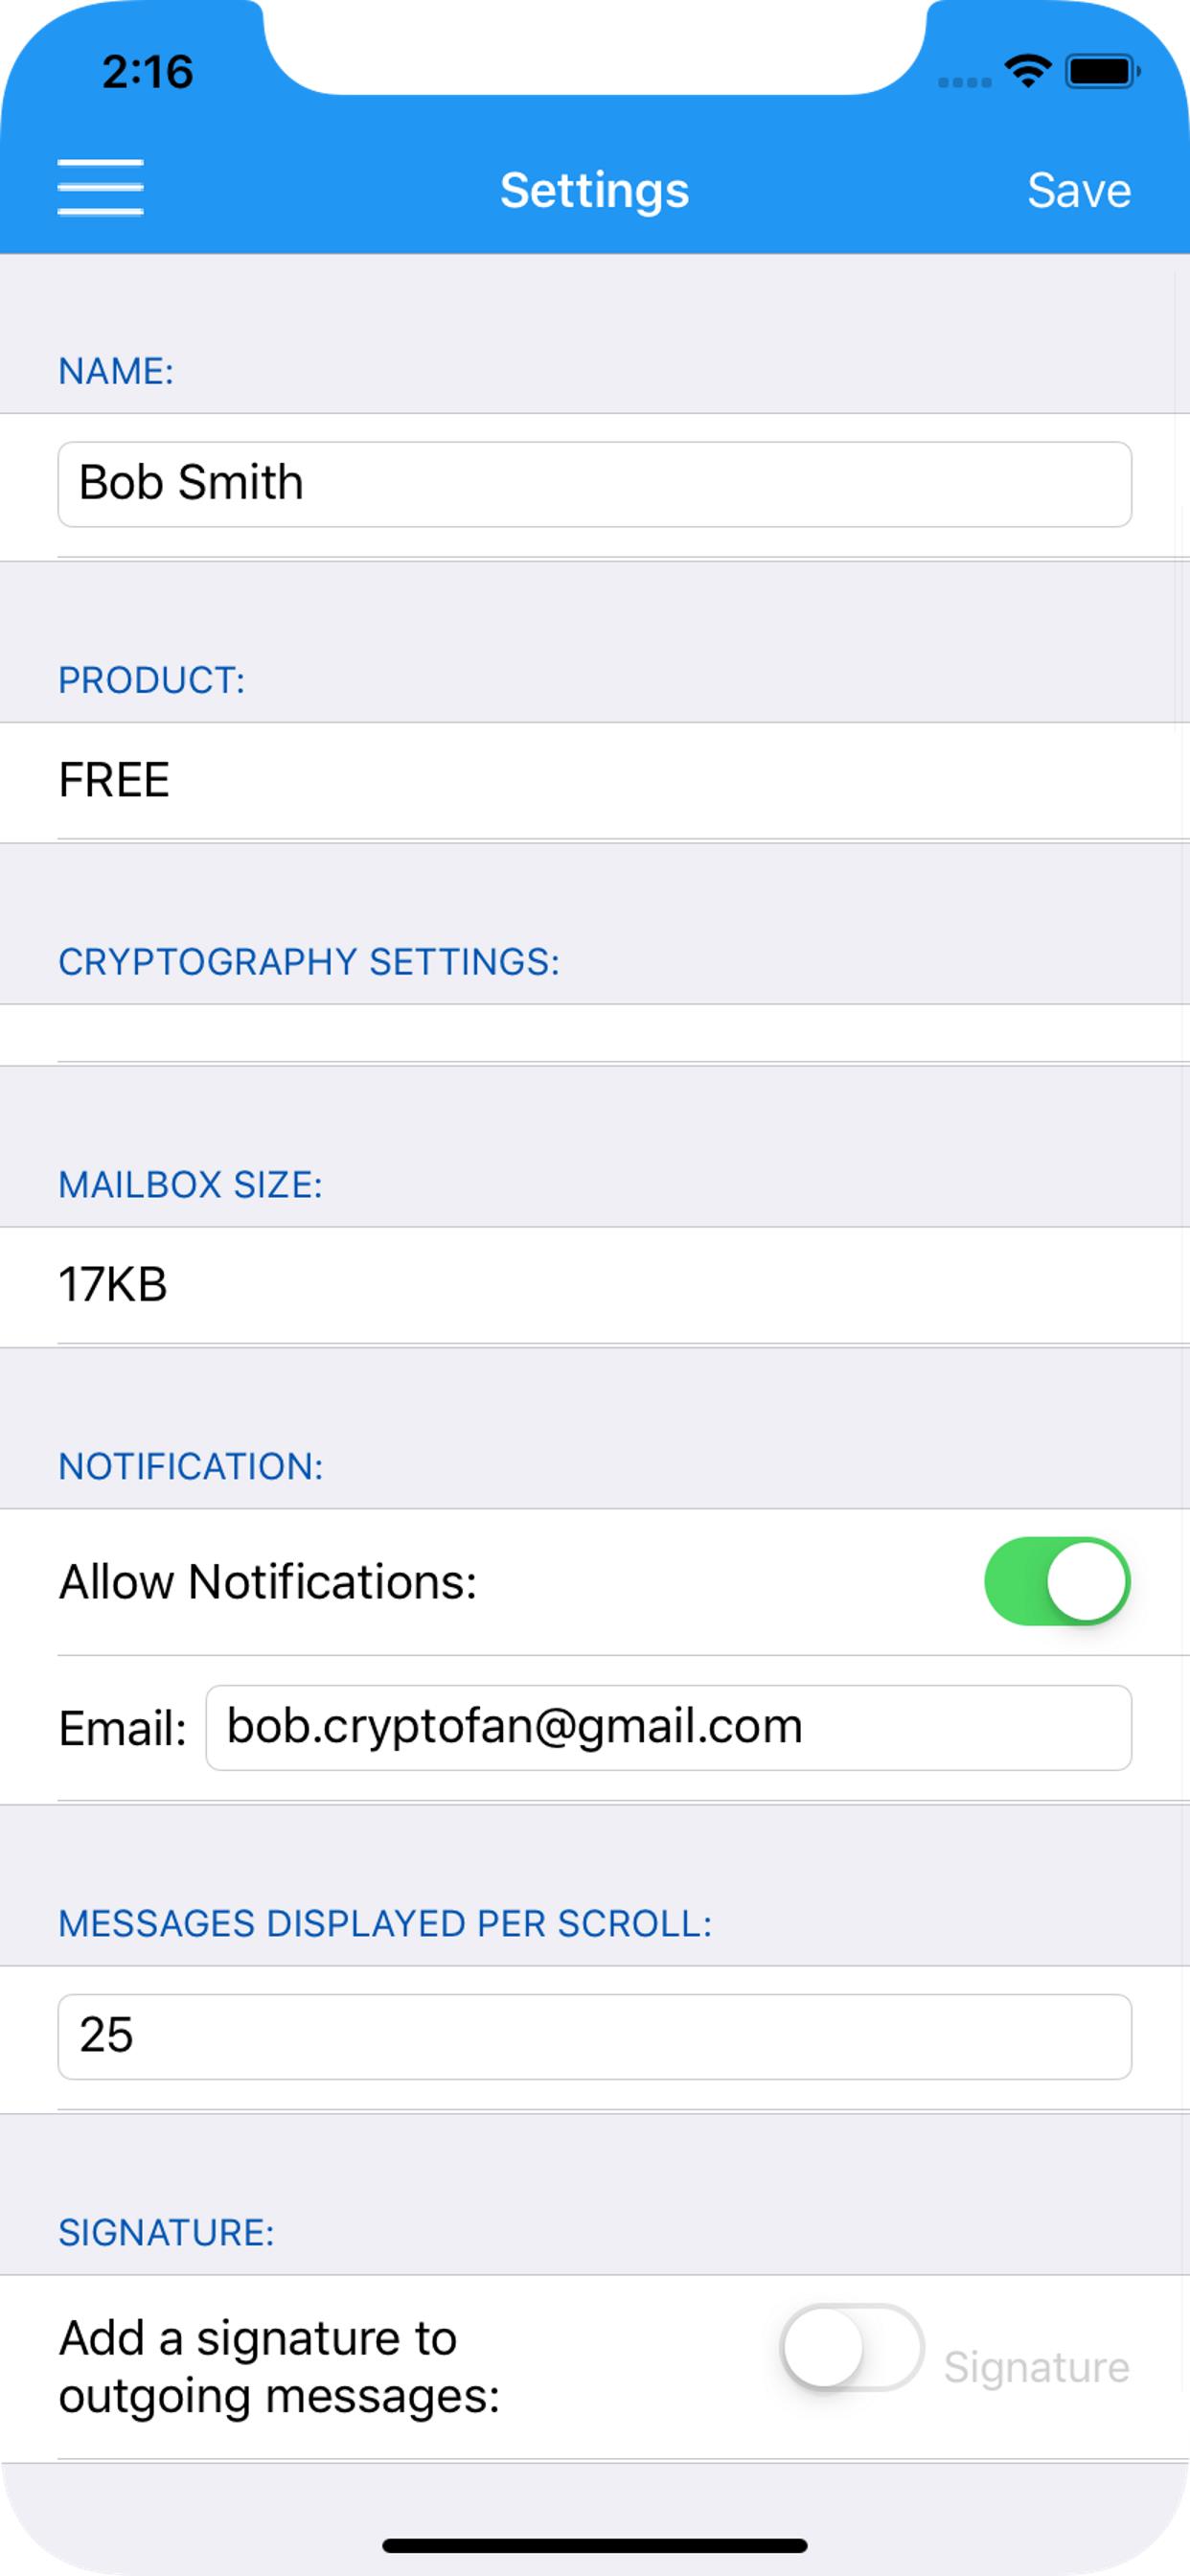 2:16
Settings
Save
NAME:
Bob Smith
PRODUCT:
FREE
CRYPTOGRAPHY SETTINGS:
MAILBOX SIZE:
17KB
NOTIFICATION:
Allow Notifications:
Email: bob.cryptofan@gmail.com
MESSAGES DISPLAYED PER SCROLL:
25
SIGNATURE:
Add a signature to
outgoing messages:
Signature